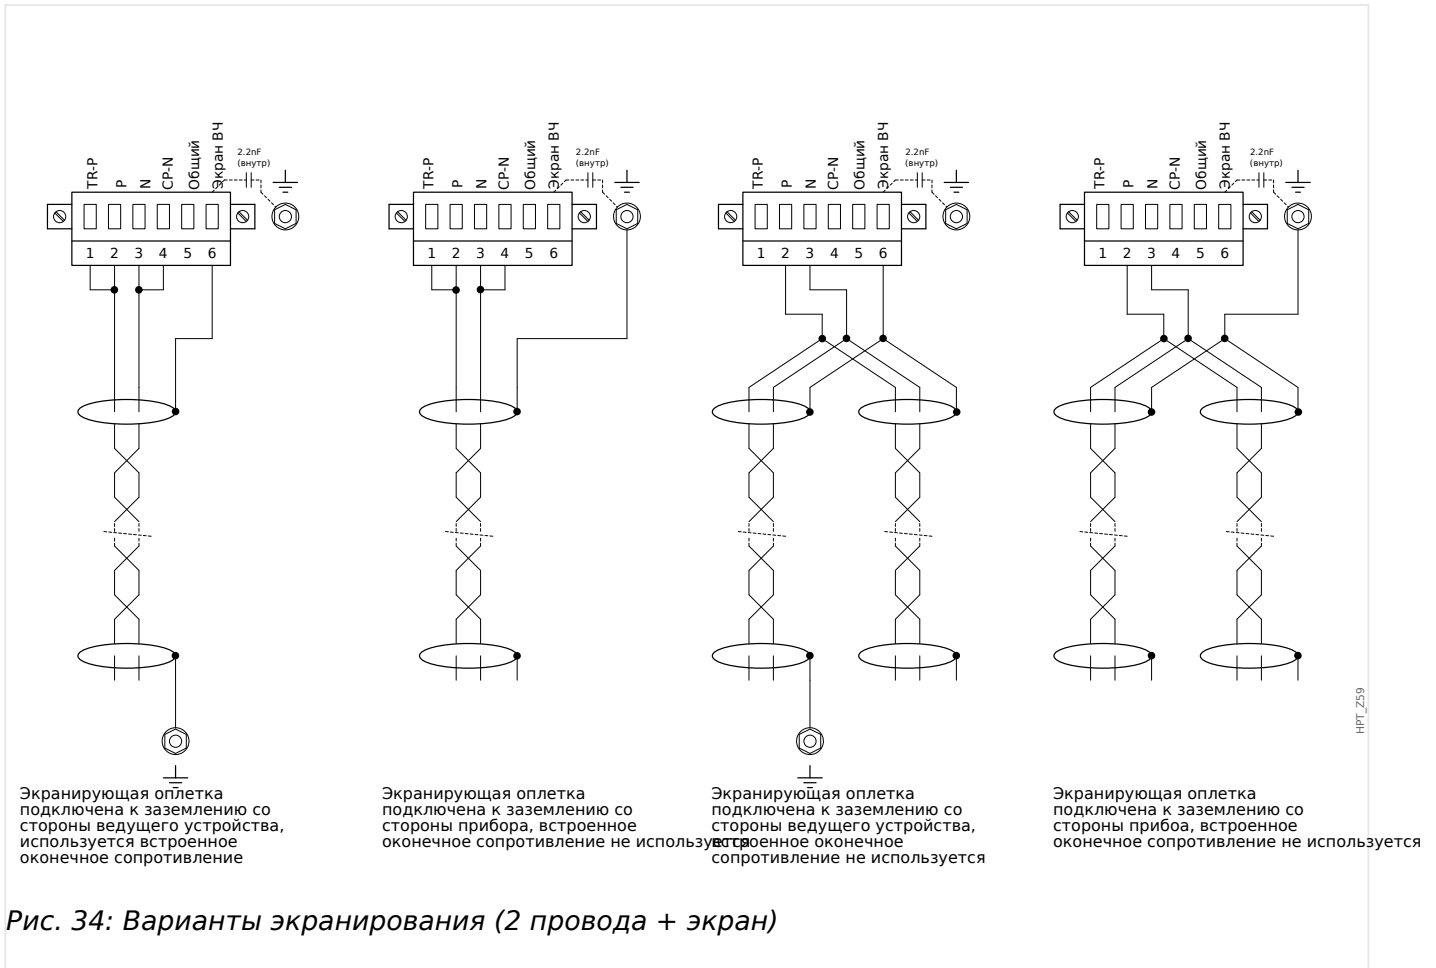 TR-P
P
N
CP-N
Общий
Экран ВЧ
2.2nF
(внутр)
1 2 3 4 5 6
TR-P
P
N
CP-N
Общий
Экран ВЧ
2.2nF
(внутр)
1 2 3 4 5 6
TR-P
P
N
CP-N
Общий
Экран ВЧ
2.2nF
(внутр)
1 2 3 4 5 6
TR-P
P
N
CP-N
Общий
Экран ВЧ
2.2nF
(внутр)
1 2 3 4 5 6
HPT_Z59
Экранирующая оплетка
подключена к заземлению со
стороны ведущего устройства,
используется встроенное
оконечное сопротивление
Экранирующая оплетка
подключена к заземлению со
стороны прибора, встроенное
оконечное сопротивление не используется
Экранирующая оплетка
подключена к заземлению со
стороны ведущего устройства,
встроенное оконечное
сопротивление не используется
Экранирующая оплетка
подключена к заземлению со
стороны прибоа, встроенное
оконечное сопротивление не используется
Рис. 34: Варианты экранирования (2 провода + экран)